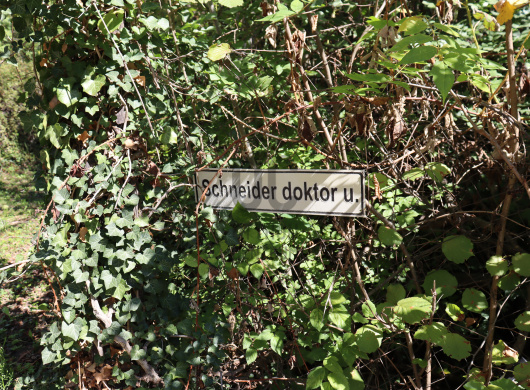 Schneider doktor u.